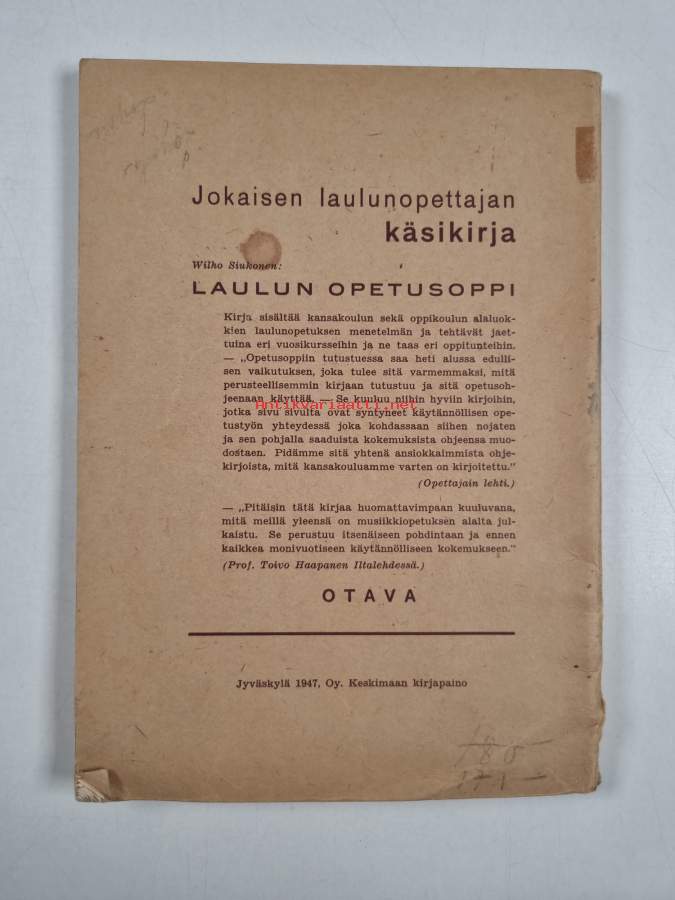 Jokaisen laulunopettajan
käsikirja
Wilho Siukonen:
LAULUN OPETUSOPPI
Kirja sisältää kansakoulun sekä oppikoulun alaluok-
kien laulunopetuksen menetelmän ja tehtävät jaet-
tuina eri vuosikursseihin ja ne taas eri oppitunteihin.
— „Opetusoppiin tutustuessa saa heti alussa edulli-
sen vaikutuksen, joka tulee sitä varmemmaksi, mitä
perusteellisemmin kirjaan tutustuu ja sitä opetusoh-
jeenaan käyttää. — Se kuuluu niihin hyviin kirjoihin,
Antikvariaatti.net
jotka sivu sivulta ovat syntyneet käytännöllisen ope-
tustyön yhteydessä joka kohdassaan siihen nojaten
ja sen pohjalla saaduista kokemuksista ohjeensa muo-
dostaen. Pidämme sitä yhtenä ansiokkaimmista ohje-
kirjoista, mitä kansakouluamme varten on kirjoitettu."
(Opettajain lehti.)
— „Pitäisin tätä kirjaa huomattavimpaan kuuluvana,
mitä meillä yleensä on musiikkiopetuksen alalta jul-
kaistu. Se perustuu itsenäiseen pohdintaan ja ennen
kaikkea monivuotiseen käytännölliseen kokemukseen."
(Prof. Toivo Haapanen Iltalehdessä.)
OTAVA
Jyväskylä 1947, Oy. Keskimaan kirjapaino